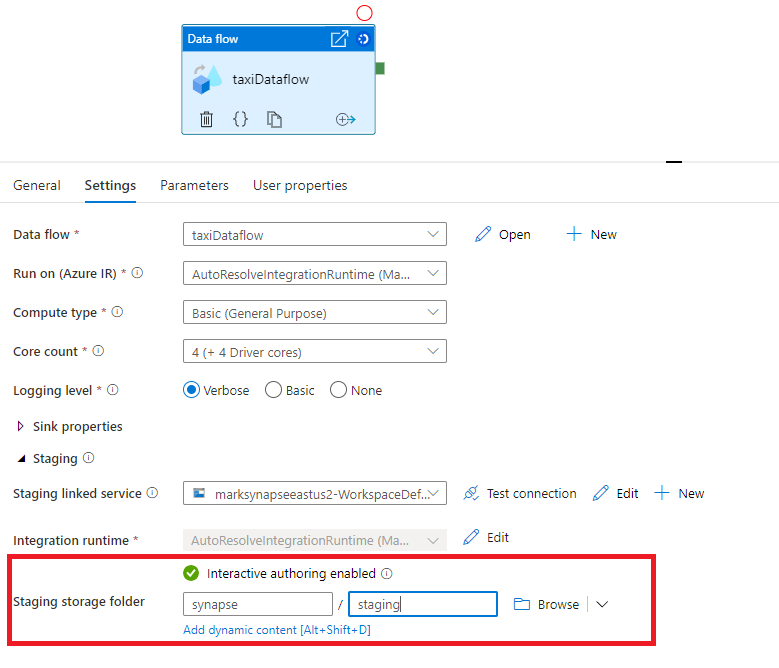 Data flow
taxiDataflow
General Settings Parameters User properties
Data flow * taxiDataflow Open New
Run on (Azure IR) * AutoResolveIntegrationRuntime (Ma...
Compute type * Basic (General Purpose)
Core count * 4 (+ 4 Driver cores)
Logging level * Verbose Basic None
Sink properties
Staging
Staging linked service marksynapseeastus2-WorkspaceDef... Test connection Edit New
Integration runtime * AutoResolveIntegrationRuntime (Ma... Edit
Interactive authoring enabled
Staging storage folder synapse / staging Browse
Add dynamic content [Alt+Shift+D]